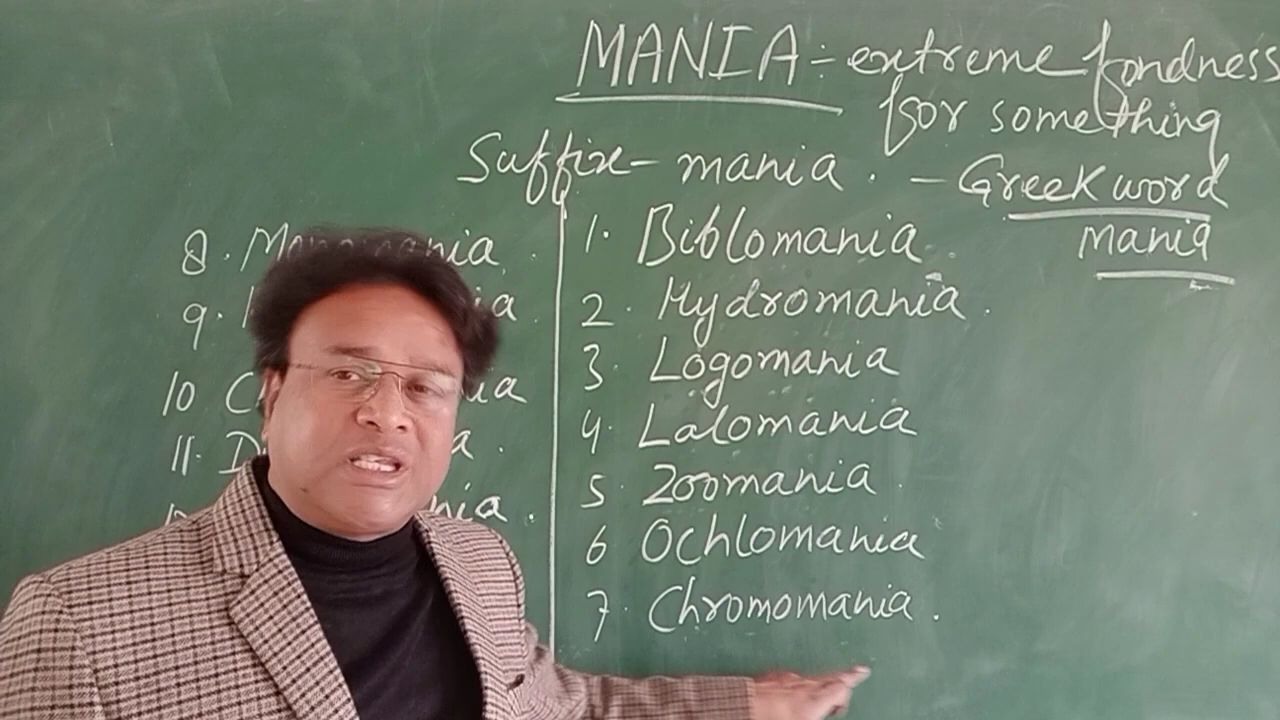 MANIA:- extreme fondness
for something
Suffix- mania. - Greek word
mania
1. Biblomania
2. Hydromania.
3. Logomania
4. Lalomania
5. Zoomania.
6 Ochlomania
7. Chromomania.
8.
9.
10
11.